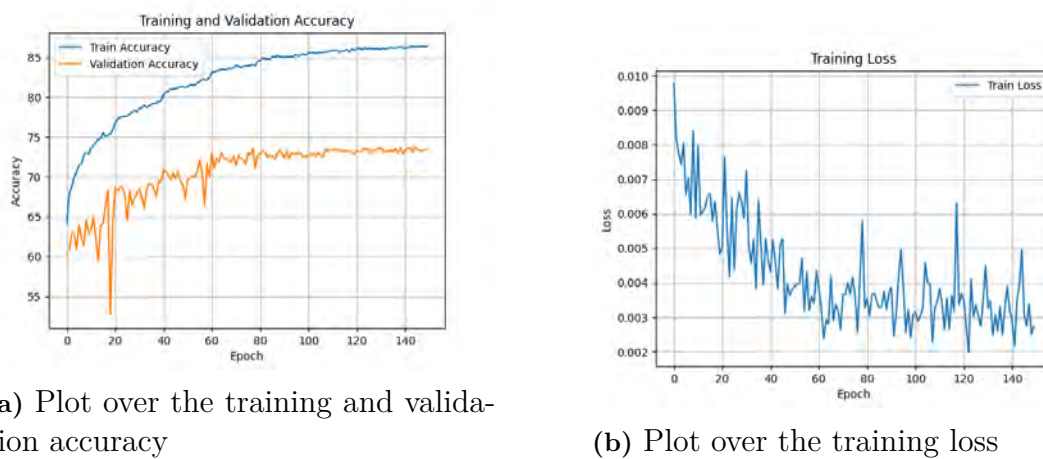 Training and Validation Accuracy
Train Accuracy
Validation Accuracy
85
80
75
70
65
60
55
Accuracy
0 20 40 60 80 100 120 140
Epoch
a) Plot over the training and valida-
ion accuracy
Training Loss
Train Loss
0.010
0.009
0.008
0.007
0.006
0.005
0.004
0.003
0.002
Loss
0 20 40 60 80 100 120 140
Epoch
(b) Plot over the training loss